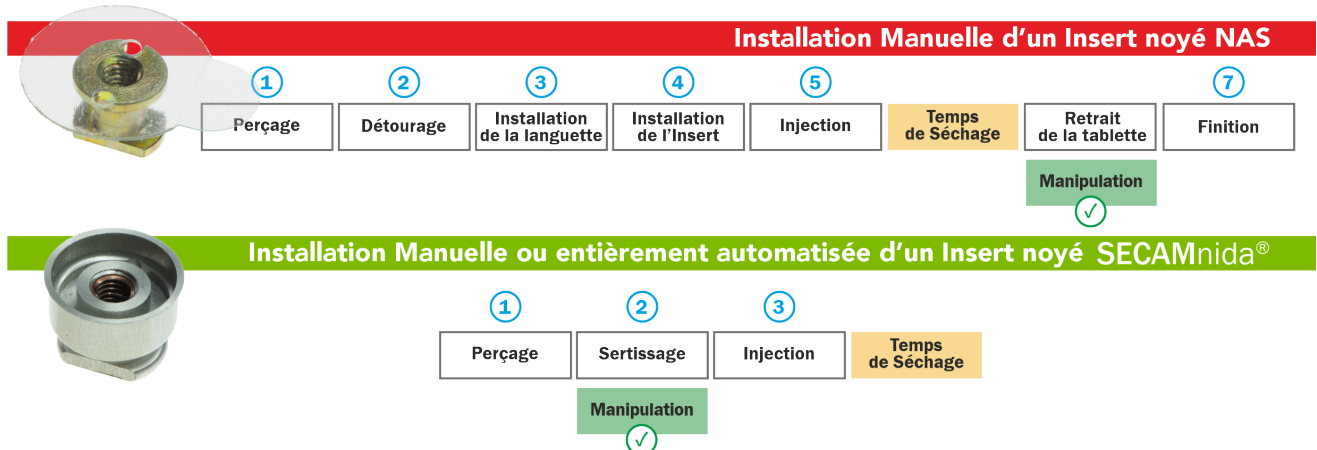 Installation Manuelle d'un Insert noyé NAS
1
2
3
4
5
7
Perçage
Détourage
Installation
de la languette
Installation
de l'Insert
Injection
Temps
de Séchage
Retrait
de la tablette
Finition
Manipulation
✓
Installation Manuelle ou entièrement automatisée d'un Insert noyé SECAMnida®
1
2
3
Perçage
Sertissage
Injection
Temps
de Séchage
Manipulation
✓